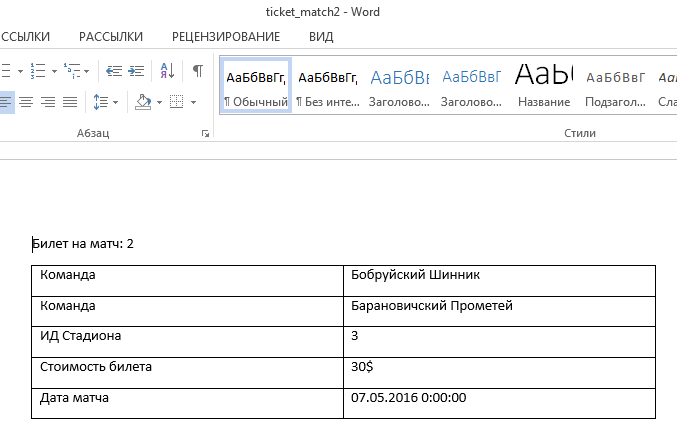 ticket_match2 - Word
ССЫЛКИ РАССЫЛКИ РЕЦЕНЗИРОВАНИЕ ВИД
АаБбВвГг, АаБбВвГг, АаБбВı АаБбВвГ АаЬ АаБбВвГ АаБ
¶ Обычный ¶ Без инте... Заголово... Заголово... Название Подзагол... Сла
Абзац Стили
Билет на матч: 2
Команда Бобруйский Шинник
Команда Барановичский Прометей
ИД Стадиона 3
Стоимость билета 30$
Дата матча 07.05.2016 0:00:00